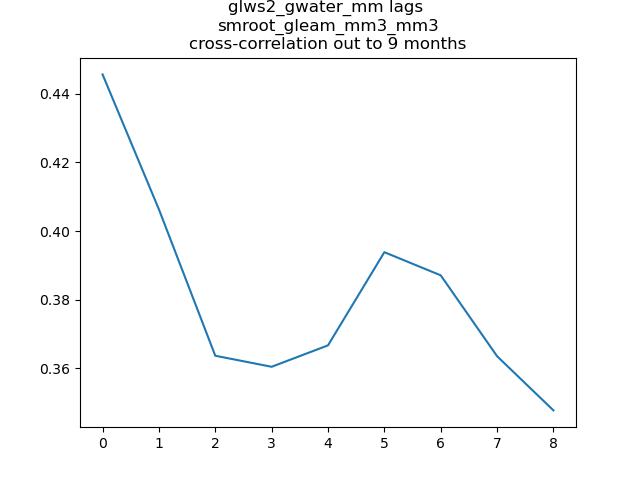 glws2_gwater_mm lags
smroot_gleam_mm3_mm3
cross-correlation out to 9 months
0.44
0.42
0.40
0.38
0.36
0 1 2 3 4 5 6 7 8